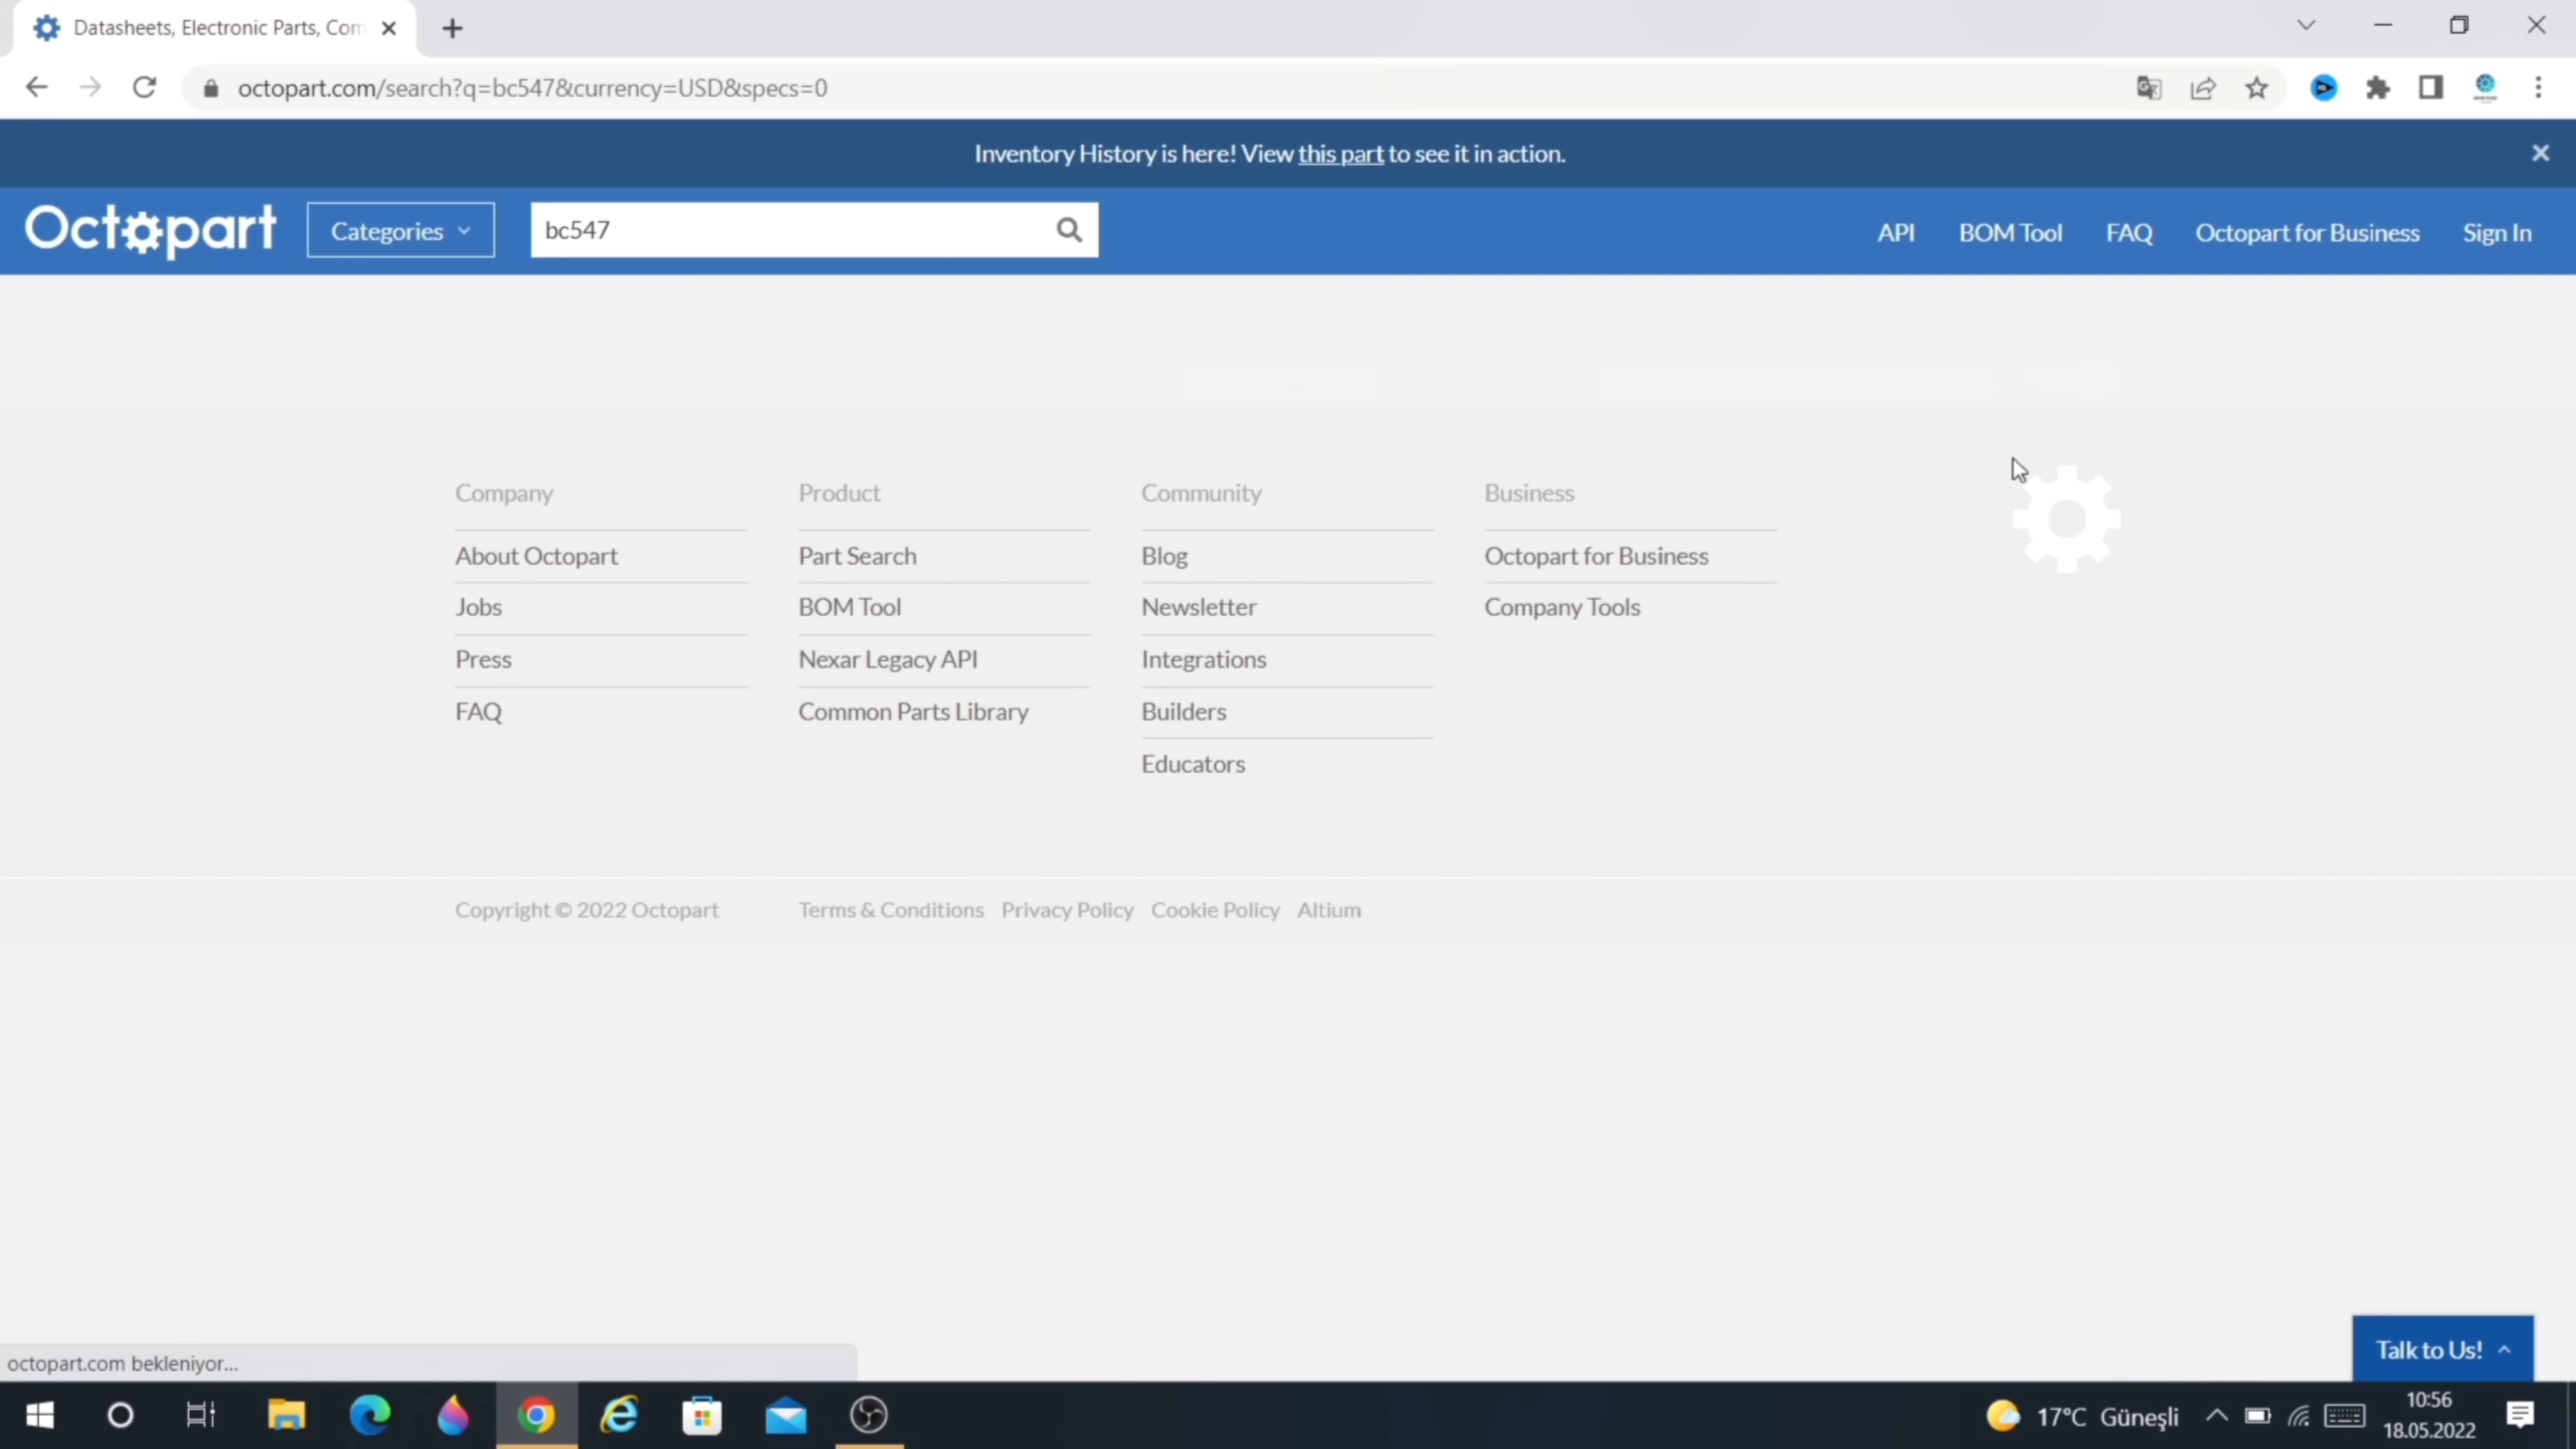 Datasheets, Electronic Parts, Com
octopart.com/search?q=bc547&currency=USD&specs=0
Inventory History is here! View this part to see it in action.
Octopart
Categories
bc547
API
BOM Tool
FAQ
Octopart for Business
Sign In
Company
About Octopart
Jobs
Press
FAQ
Product
Part Search
BOM Tool
Nexar Legacy API
Common Parts Library
Community
Blog
Newsletter
Integrations
Builders
Educators
Business
Octopart for Business
Company Tools
Copyright © 2022 Octopart
Terms & Conditions
Privacy Policy
Cookie Policy
Altium
Talk to Us!
octopart.com bekleniyor...
17°C Güneşli
10:56
18.05.2022